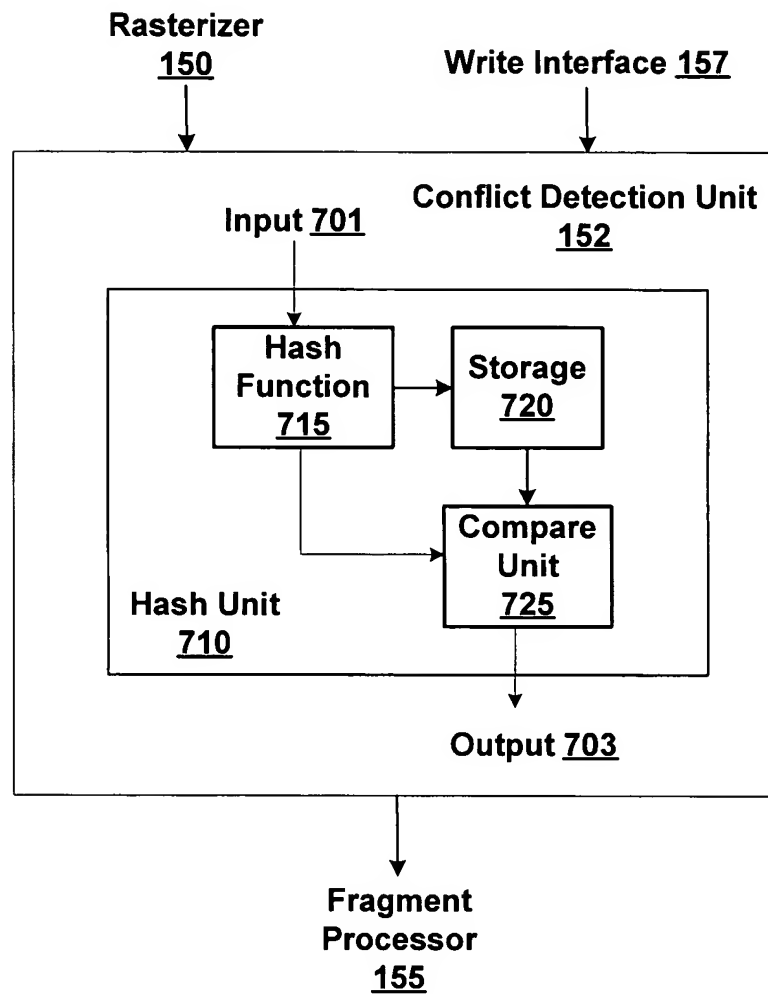 Rasterizer
150
Write Interface 157
Conflict Detection Unit
152
Input 701
Hash
Function
715
Storage
720
Compare
Unit
725
Hash Unit
710
Output 703
Fragment
Processor
155